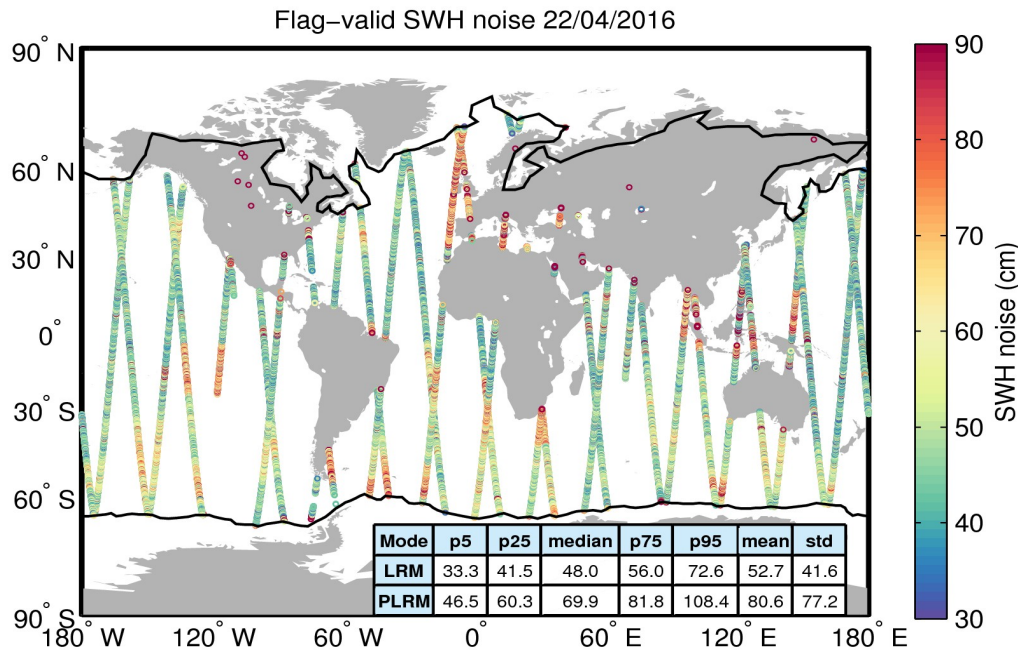 Flag−valid SWH noise 22/04/2016
90° N
60° N
30° N
0°
30° S
60° S
90° S
180° W
120° W
60° W
0°
60° E
120° E
180° E
Mode p5 p25 median p75 p95 mean std
LRM 33.3 41.5 48.0 56.0 72.6 52.7 41.6
PLRM 46.5 60.3 69.9 81.8 108.4 80.6 77.2
90
80
70
60
50
40
30
SWH noise (cm)